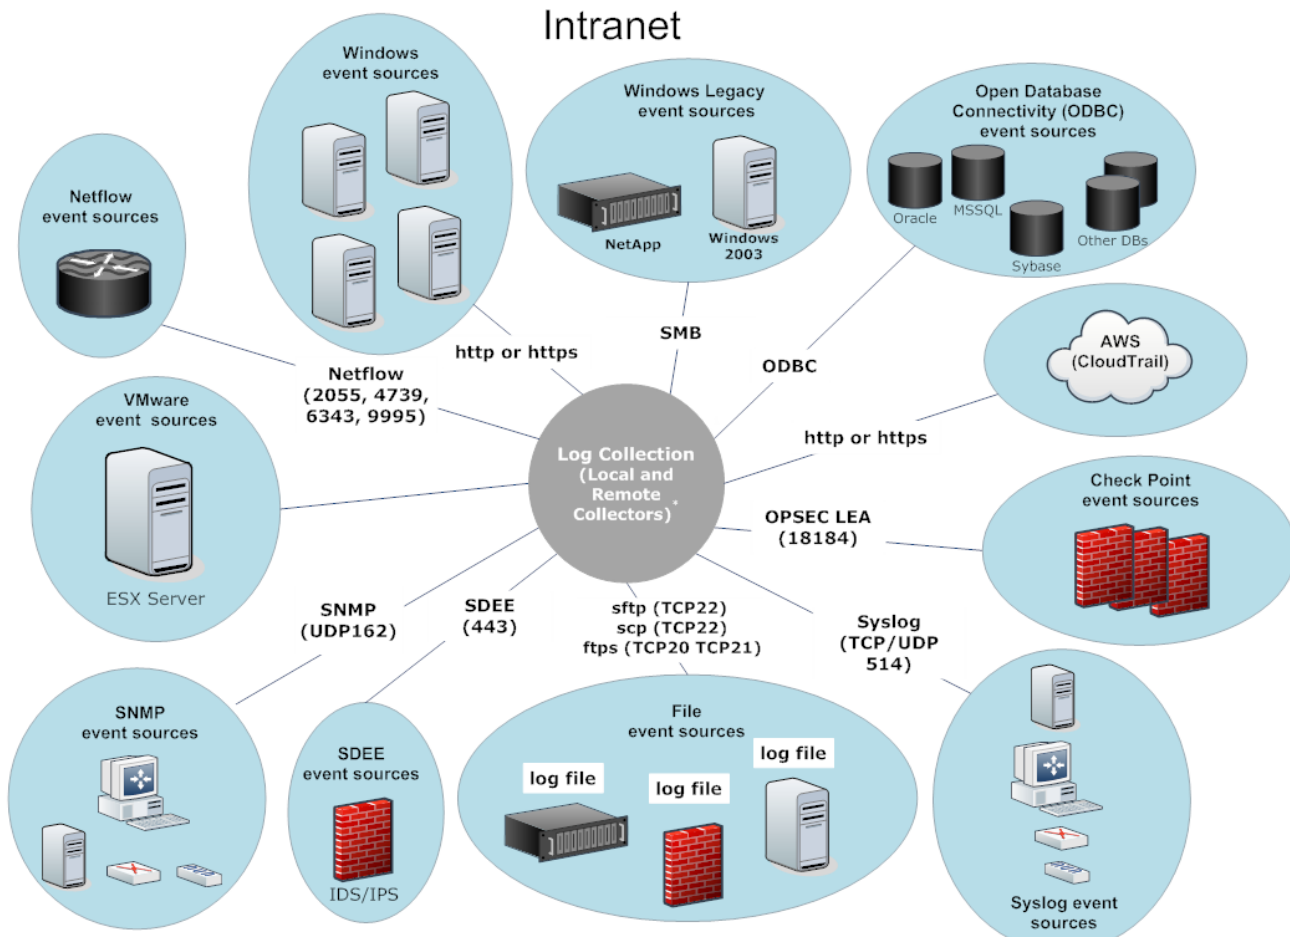 Intranet
Windows
event sources
Windows Legacy
event sources
NetApp
Windows
2003
Open Database
Connectivity (ODBC)
event sources
Oracle
MSSQL
Sybase
Other DBs
Netflow
event sources
http or https
SMB
ODBC
AWS
(CloudTrail)
Netflow
(2055, 4739,
6343, 9995)
VMware
event sources
ESX Server
Log Collection
(Local and
Remote
Collectors)*
http or https
Check Point
event sources
OPSEC LEA
(18184)
SNMP
(UDP162)
SDEE
(443)
sftp (TCP22)
scp (TCP22)
ftps (TCP20 TCP21)
Syslog
(TCP/UDP
514)
SNMP
event sources
SDEE
event sources
IDS/IPS
File
event sources
log file
log file
log file
Syslog event
sources